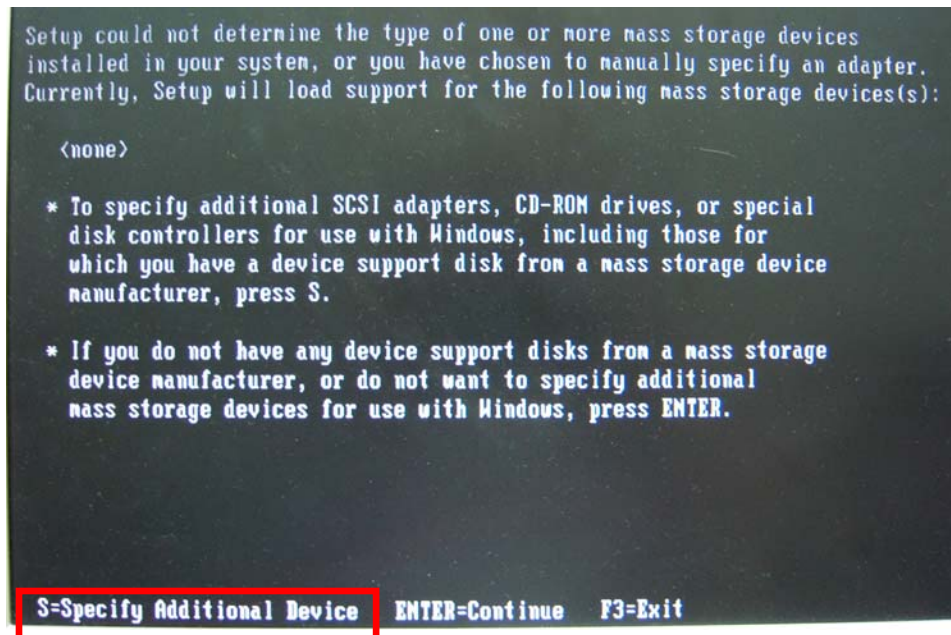 Setup could not determine the type of one or more mass storage devices
installed in your system, or you have chosen to manually specify an adapter.
Currently, Setup will load support for the following mass storage devices(s):
<none>
* To specify additional SCSI adapters, CD-ROM drives, or special
disk controllers for use with Windows, including those for
which you have a device support disk from a mass storage device
manufacturer, press S.
* If you do not have any device support disks from a mass storage
device manufacturer, or do not want to specify additional
mass storage devices for use with Windows, press ENTER.
S=Specify Additional Device ENTER=Continue F3=Exit